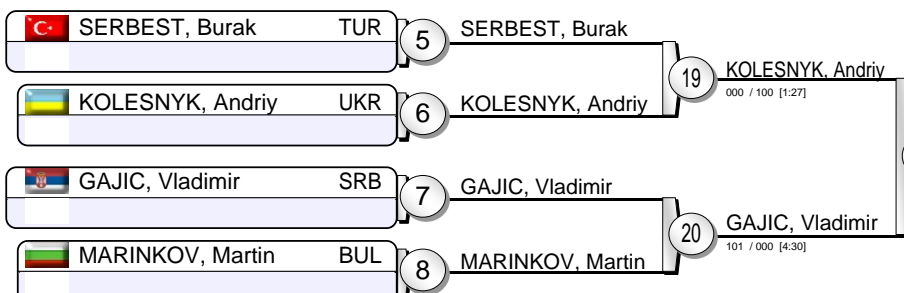 SERBEST, Burak TUR
5
SERBEST, Burak
19
KOLESNYK, Andriy
000 / 100 [1:27]
KOLESNYK, Andriy UKR
6
KOLESNYK, Andriy
GAJIC, Vladimir SRB
7
GAJIC, Vladimir
20
GAJIC, Vladimir
101 / 000 [4:30]
MARINKOV, Martin BUL
8
MARINKOV, Martin